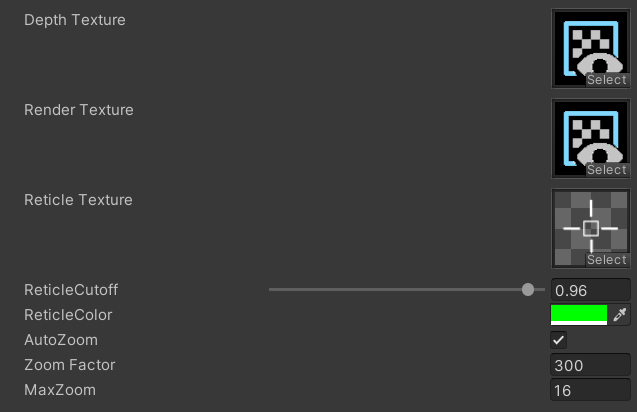 Depth Texture
Select
Render Texture
Select
Reticle Texture
Select
ReticleCutoff 0.96
ReticleColor
AutoZoom
Zoom Factor 300
MaxZoom 16